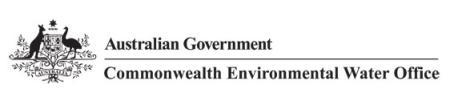 Australian Government
Commonwealth Environmental Water Office